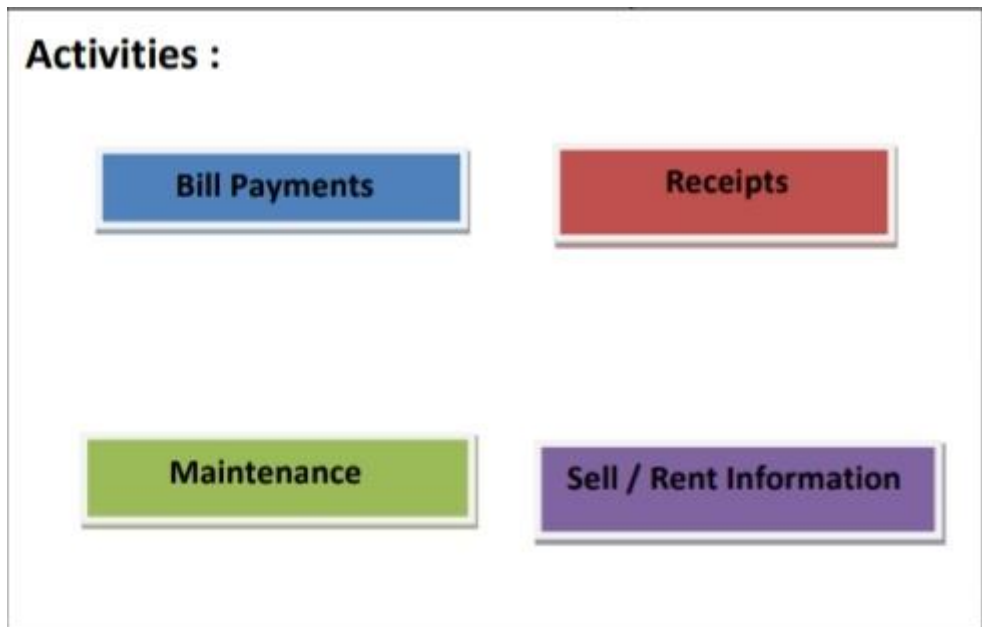 Activities :
Bill Payments
Receipts
Maintenance
Sell / Rent Information